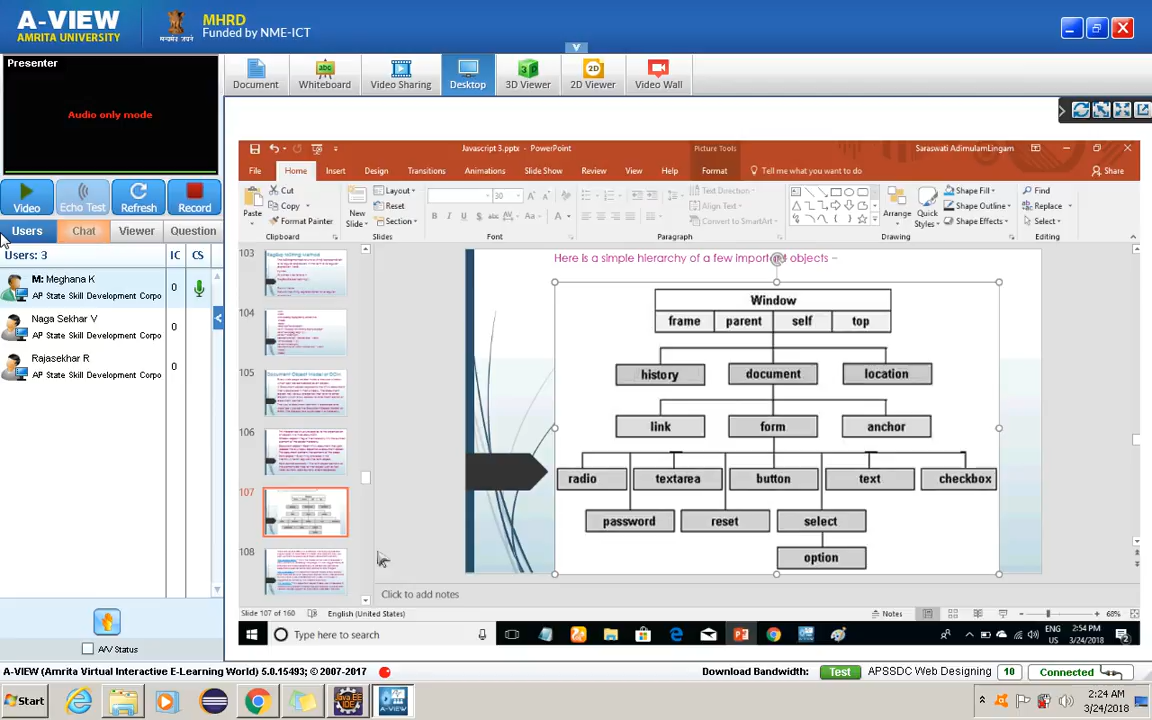 A-VIEW
AMRITA UNIVERSITY
MHRD
Funded by NME-ICT
Presenter
Audio only mode
Document
Whiteboard
Video Sharing
Desktop
3D Viewer
2D Viewer
Video Wall
Video
Echo Test
Refresh
Record
Users
Chat
Viewer
Question
Users: 3
IC
CS
M: Meghana K
AP State Skill Development Corpo
0
Naga Sekhar V
AP State Skill Development Corpo
0
Rajasekhar R
AP State Skill Development Corpo
0
A/V Status
Javascript 3.pptx - PowerPoint
Picture Tools
Saraswati AdimulamLingam
File
Home
Insert
Design
Transitions
Animations
Slide Show
Review
View
Help
Format
Tell me what you want to do
Share
Paste
Cut
Copy
Format Painter
Clipboard
New
Slide
Layout
Reset
Section
Slides
30
Font
Text Direction
Align Text
Convert to SmartArt
Paragraph
Arrange
Quick
Styles
Shape Fill
Shape Outline
Shape Effects
Drawing
Find
Replace
Select
Editing
103
104
105
Document Object Model or DOM
106
107
108
Here is a simple hierarchy of a few important objects –
Window
frame parent self top
history document location
link form anchor
radio textarea button text checkbox
password reset select
option
Click to add notes
Slide 107 of 160
English (United States)
Notes
68%
Type here to search
ENG
US
2:54 PM
3/24/2018
A-VIEW (Amrita Virtual Interactive E-Learning World) 5.0.15493; © 2007-2017
Download Bandwidth:
Test
APSSDC Web Designing
10
Connected
Start
2:24 AM
3/24/2018